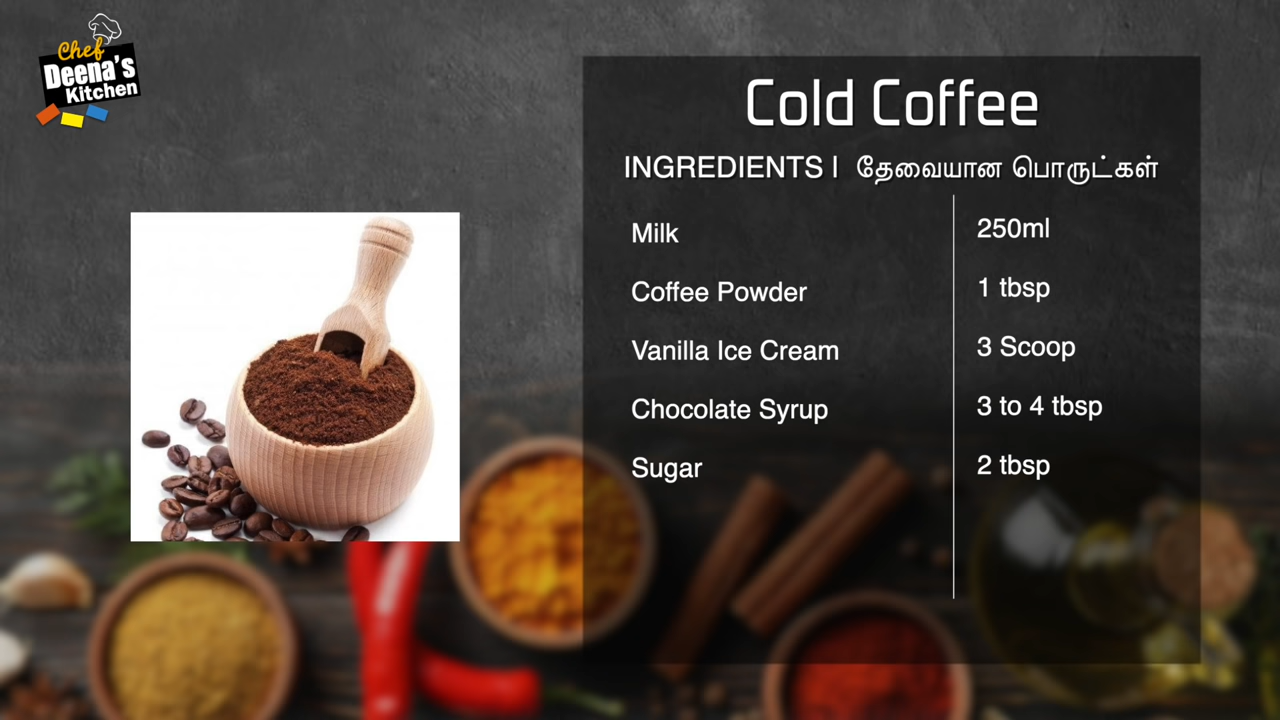 Chef
Deena's
Kitchen
Cold Coffee
INGREDIENTS | தேவையான பொருட்கள்
Milk 250ml
Coffee Powder 1 tbsp
Vanilla Ice Cream 3 Scoop
Chocolate Syrup 3 to 4 tbsp
Sugar 2 tbsp